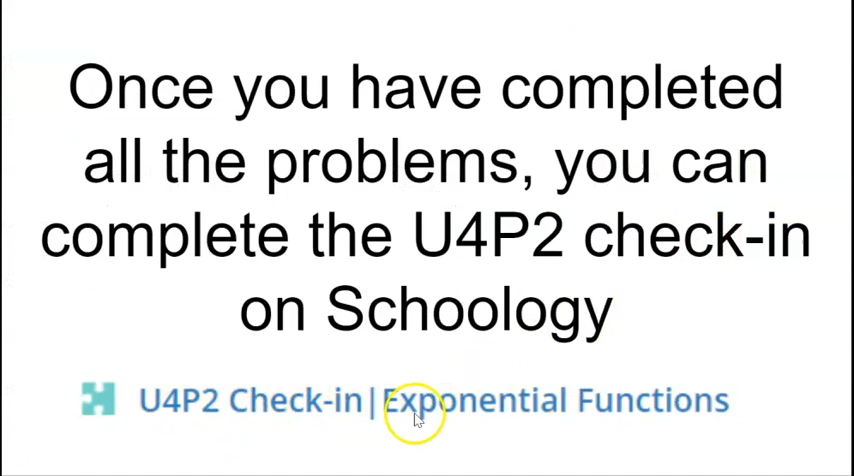 Once you have completed
all the problems, you can
complete the U4P2 check-in
on Schoology
U4P2 Check-in|Exponential Functions